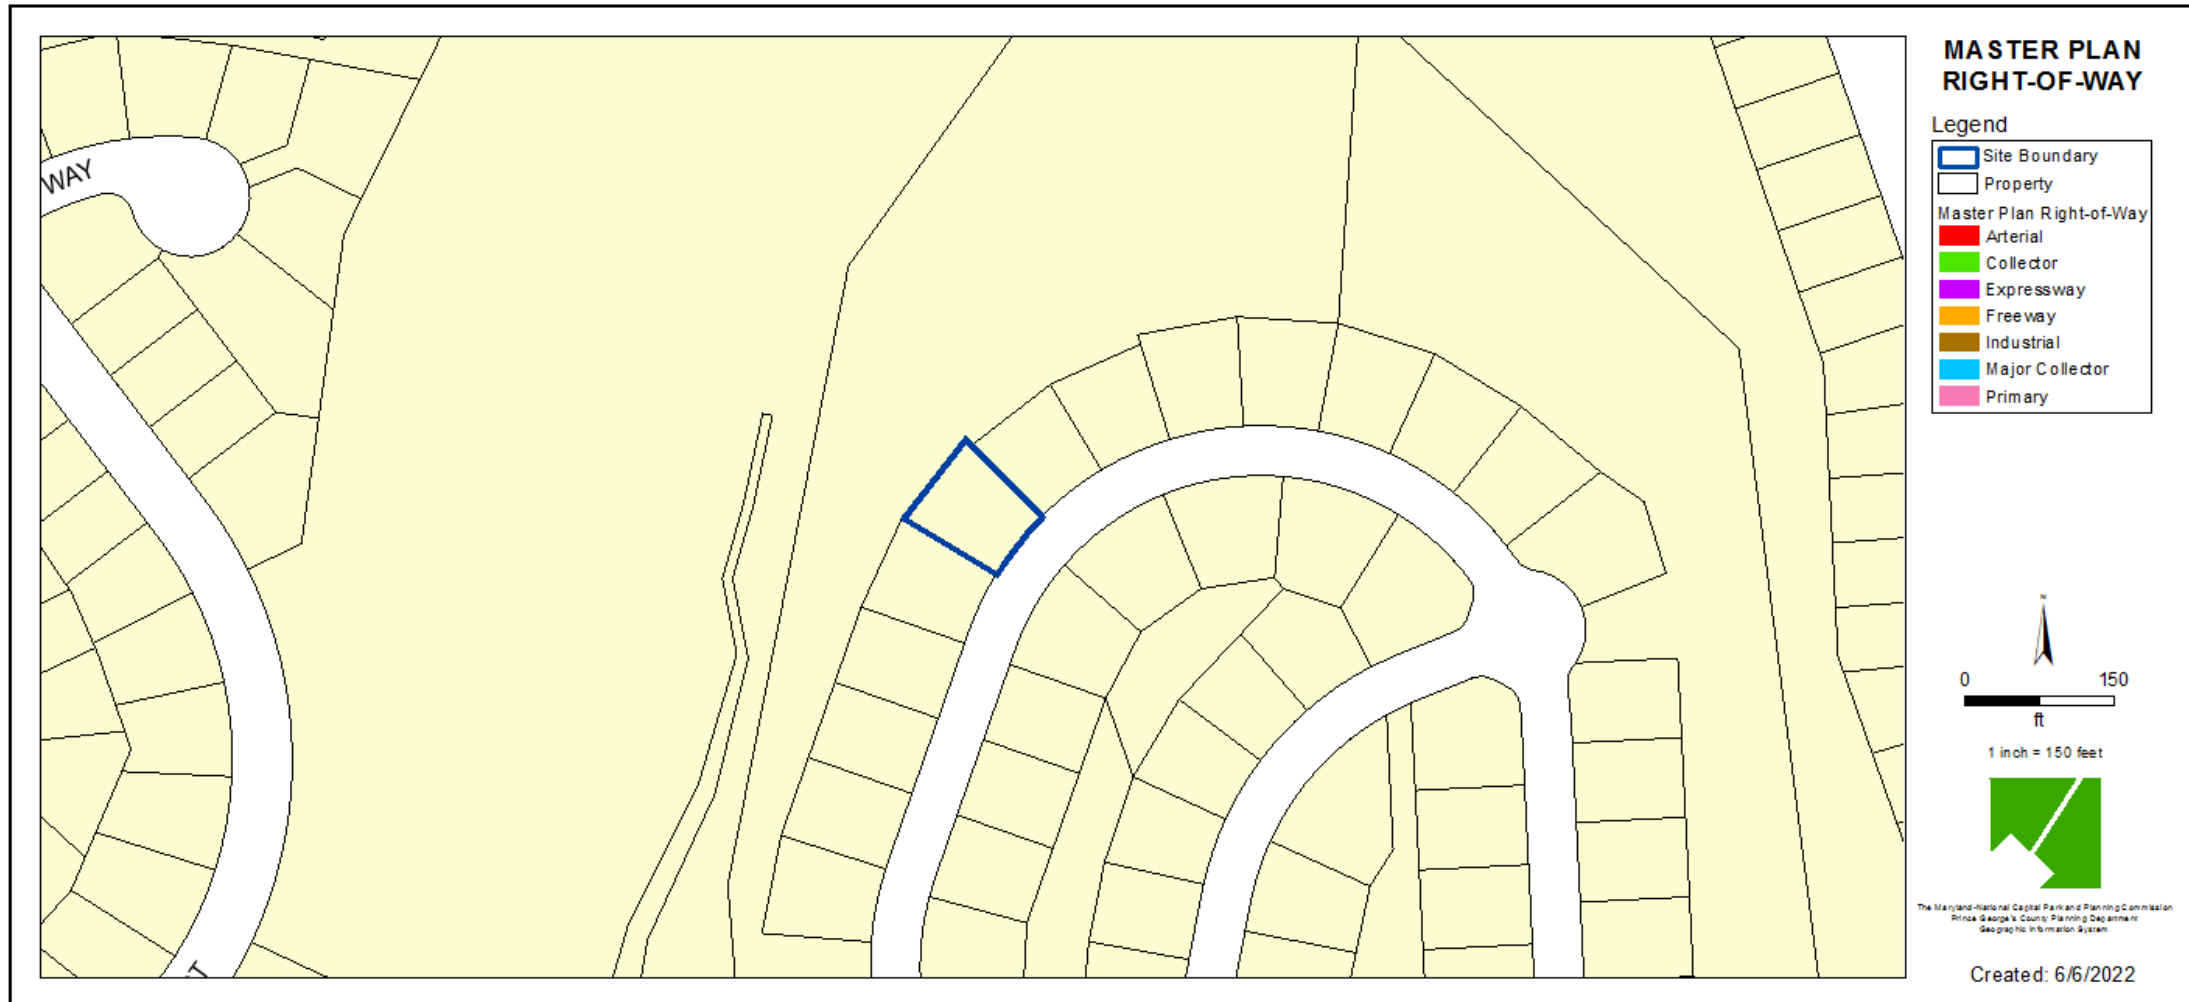 MASTER PLAN
RIGHT-OF-WAY
Legend
Site Boundary
Property
Master Plan Right-of-Way
Arterial
Collector
Expressway
Freeway
Industrial
Major Collector
Primary
WAY
N
0 150
ft
1 inch = 150 feet
The Maryland-National Capital Park and Planning Commission
Prince George's County Planning Department
Geographic Information System
Created: 6/6/2022